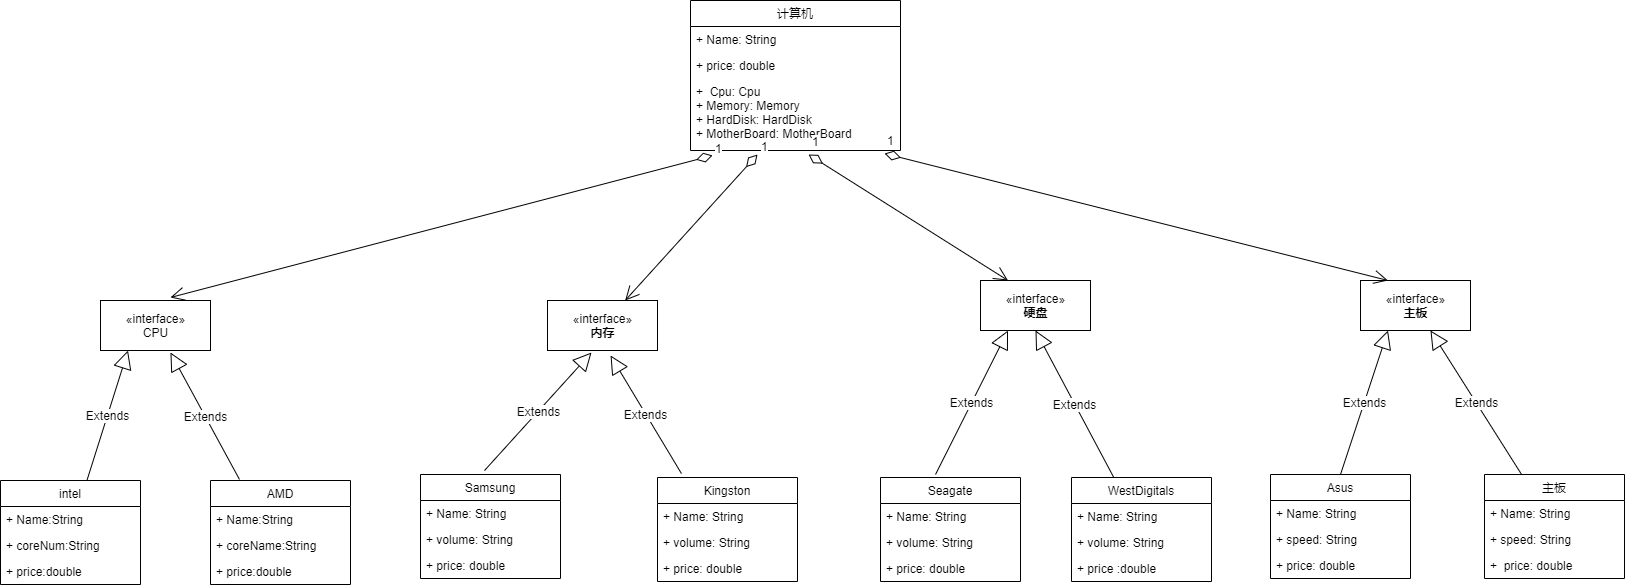 计算机
+ Name: String
+ price: double
+  Cpu: Cpu
+ Memory: Memory
+ HardDisk: HardDisk
+ MotherBoard: MotherBoard
1
1
1
1
«interface»
CPU
«interface»
内存
«interface»
硬盘
«interface»
主板
Extends
Extends
Extends
Extends
Extends
Extends
Extends
Extends
intel
+ Name:String
+ coreNum:String
+ price:double
AMD
+ Name:String
+ coreName:String
+ price:double
Samsung
+ Name: String
+ volume: String
+ price: double
Kingston
+ Name: String
+ volume: String
+ price: double
Seagate
+ Name: String
+ volume: String
+ price: double
WestDigitals
+ Name: String
+ volume: String
+ price :double
Asus
+ Name: String
+ speed: String
+ price: double
主板
+ Name: String
+ speed: String
+  price: double